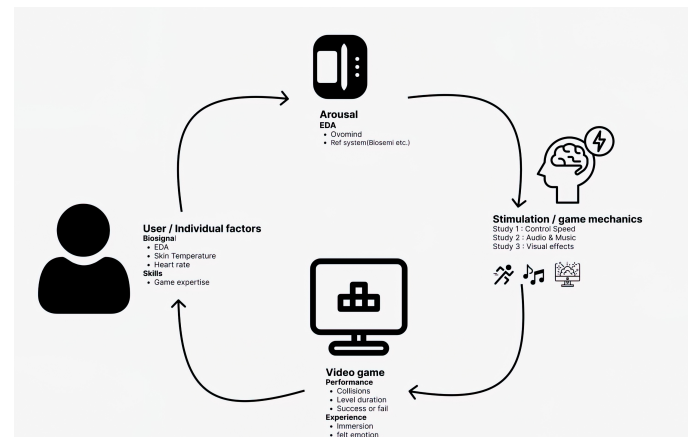 Arousal
EDA
• Ovomind
• Ref system(Biosemi etc.)
Stimulation / game mechanics
Study 1 : Control Speed
Study 2 : Audio & Music
Study 3 : Visual effects
User / Individual factors
Biosignal
• EDA
• Skin Temperature
• Heart rate
Skills
• Game expertise
Video game
Performance
• Collisions
• Level duration
• Success or fail
Experience
• Immersion
• felt emotion